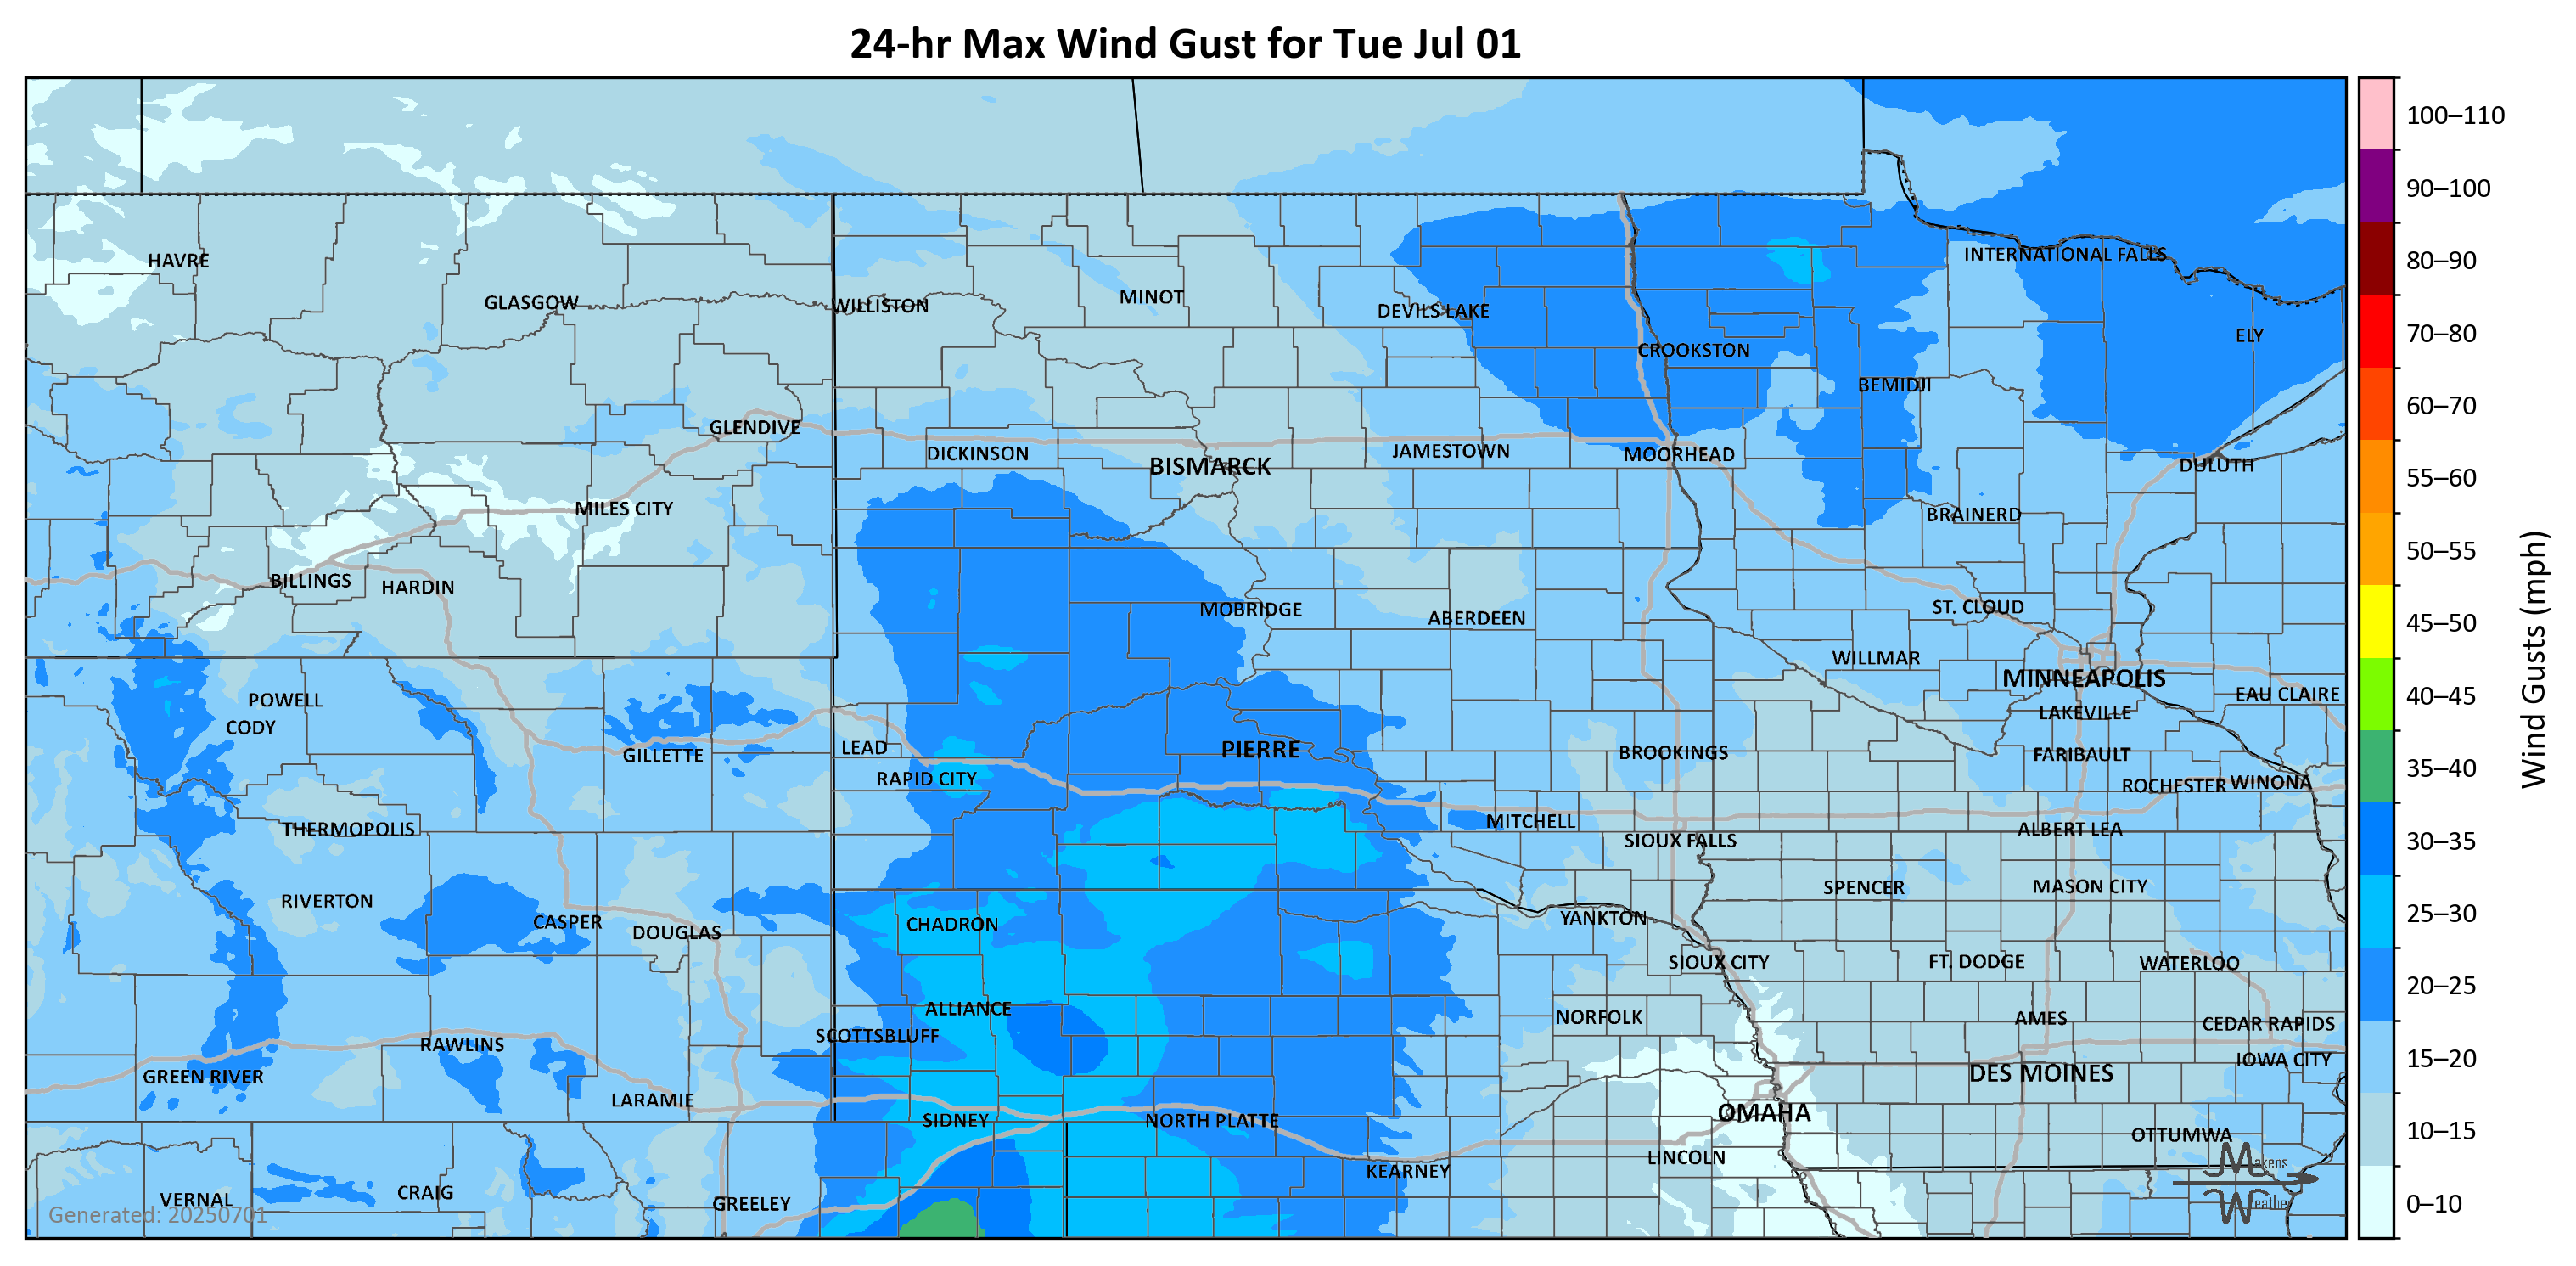 24-hr Max Wind Gust for Tue Jul 01
100–110
90–100
80–90
70–80
60–70
55–60
50–55
45–50
40–45
35–40
30–35
25–30
20–25
15–20
10–15
0–10
Wind Gusts (mph)
HAVRE
INTERNATIONAL FALLS
GLASGOW
WILLISTON
MINOT
DEVILS LAKE
ELY
CROOKSTON
BEMIDJI
GLENDIVE
DICKINSON
BISMARCK
JAMESTOWN
MOORHEAD
DULUTH
MILES CITY
BRAINERD
BILLINGS
HARDIN
MOBRIDGE
ABERDEEN
ST. CLOUD
WILLMAR
MINNEAPOLIS
POWELL
EAU CLAIRE
CODY
LAKEVILLE
GILLETTE
LEAD
PIERRE
BROOKINGS
FARIBAULT
RAPID CITY
ROCHESTER
WINONA
THERMOPOLIS
MITCHELL
SIOUX FALLS
ALBERT LEA
RIVERTON
SPENCER
MASON CITY
CASPER
DOUGLAS
CHADRON
YANKTON
SIOUX CITY
FT. DODGE
WATERLOO
ALLIANCE
NORFOLK
AMES
CEDAR RAPIDS
SCOTTSBLUFF
RAWLINS
IOWA CITY
GREEN RIVER
DES MOINES
LARAMIE
SIDNEY
NORTH PLATTE
OMAHA
OTTUMWA
LINCOLN
KEARNEY
VERNAL
CRAIG
GREELEY
Generated: 20250701
Makens
Weather